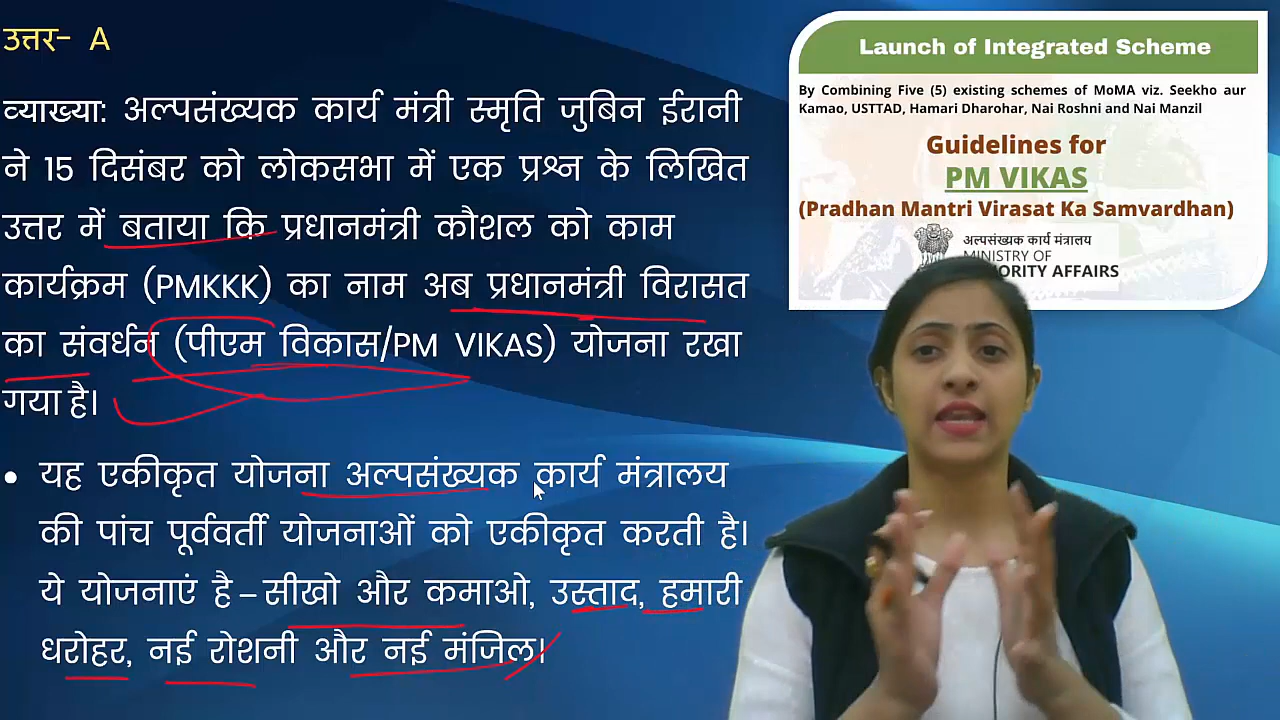 उत्तर- A
व्याख्या: अल्पसंख्यक कार्य मंत्री स्मृति जुबिन ईरानी
ने 15 दिसंबर को लोकसभा में एक प्रश्न के लिखित
उत्तर में बताया कि प्रधानमंत्री कौशल को काम
कार्यक्रम (PMKKK) का नाम अब प्रधानमंत्री विरासत
का संवर्धन (पीएम विकास/PM VIKAS) योजना रखा
गया है।
• यह एकीकृत योजना अल्पसंख्यक कार्य मंत्रालय
की पांच पूर्ववर्ती योजनाओं को एकीकृत करती है।
ये योजनाएं है – सीखो और कमाओ, उस्ताद, हमारी
धरोहर, नई रोशनी और नई मंजिल।
Launch of Integrated Scheme
By Combining Five (5) existing schemes of MoMA viz. Seekho aur
Kamao, USTTAD, Hamari Dharohar, Nai Roshni and Nai Manzil
Guidelines for
PM VIKAS
(Pradhan Mantri Virasat Ka Samvardhan)
अल्पसंख्यक कार्य मंत्रालय
MINISTRY OF
ORITY AFFAIRS